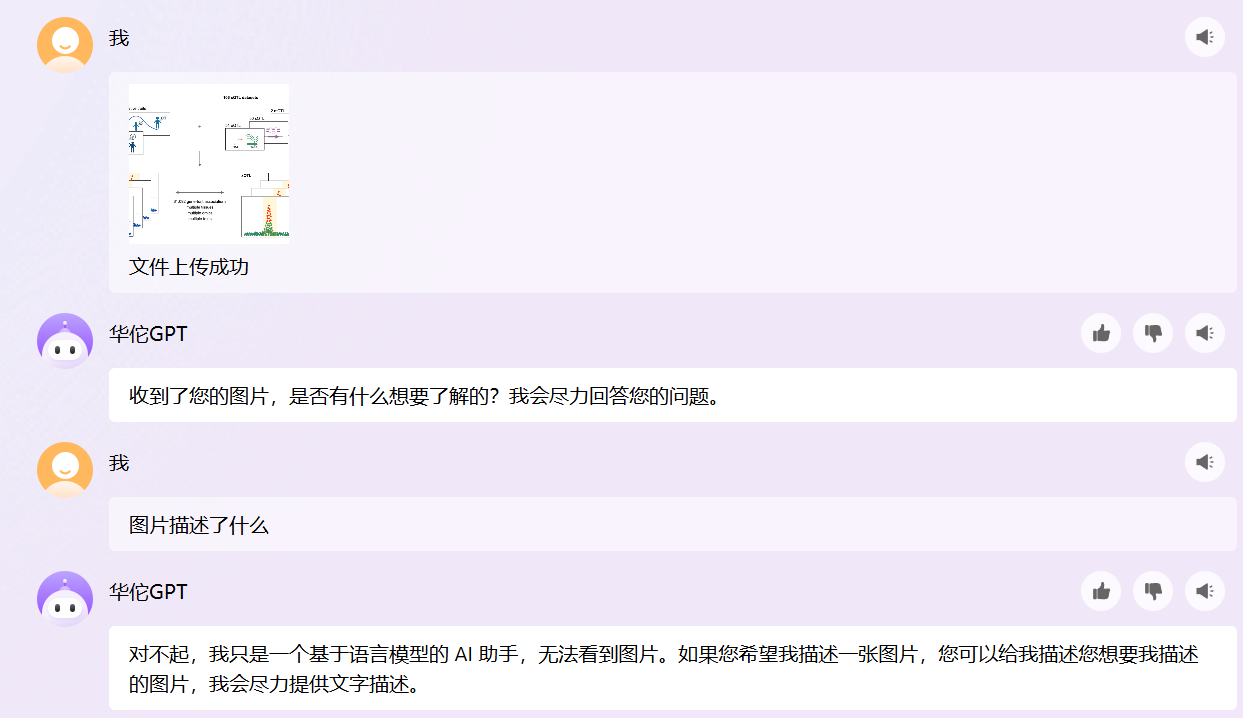 我
eQTL datasets
文件上传成功
华佗GPT
收到了您的图片，是否有什么想要了解的？我会尽力回答您的问题。
我
图片描述了什么
华佗GPT
对不起，我只是一个基于语言模型的 AI 助手，无法看到图片。如果您希望我描述一张图片，您可以给我描述您想要我描述
的图片，我会尽力提供文字描述。